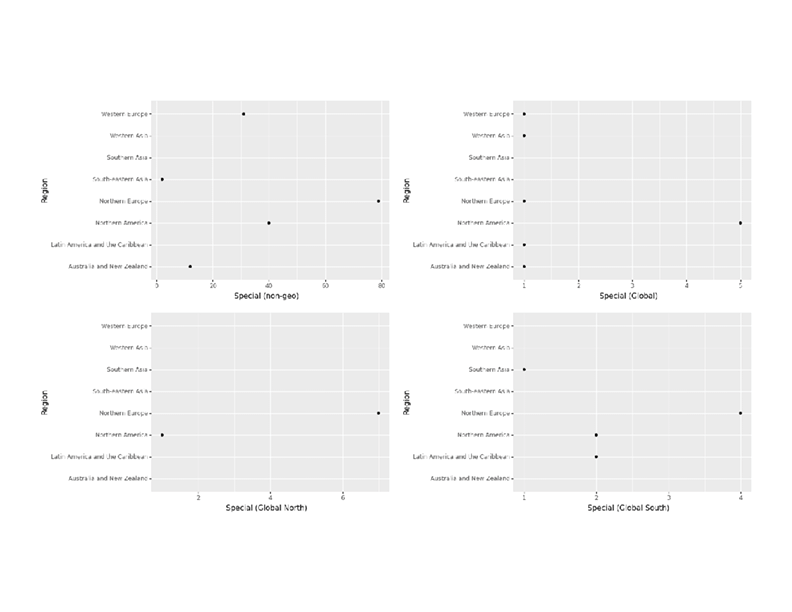 Western Europe
Western Asia
Southern Asia
South-eastern Asia
Northern Europe
Northern America
Latin America and the Caribbean
Australia and New Zealand
Region
0 20 40 60 80
Special (non-geo)
Western Europe
Western Asia
Southern Asia
South-eastern Asia
Northern Europe
Northern America
Latin America and the Caribbean
Australia and New Zealand
Region
1 2 3 4 5
Special (Global)
Western Europe
Western Asia
Southern Asia
South-eastern Asia
Northern Europe
Northern America
Latin America and the Caribbean
Australia and New Zealand
Region
2 4 6
Special (Global North)
Western Europe
Western Asia
Southern Asia
South-eastern Asia
Northern Europe
Northern America
Latin America and the Caribbean
Australia and New Zealand
Region
1 2 3 4
Special (Global South)